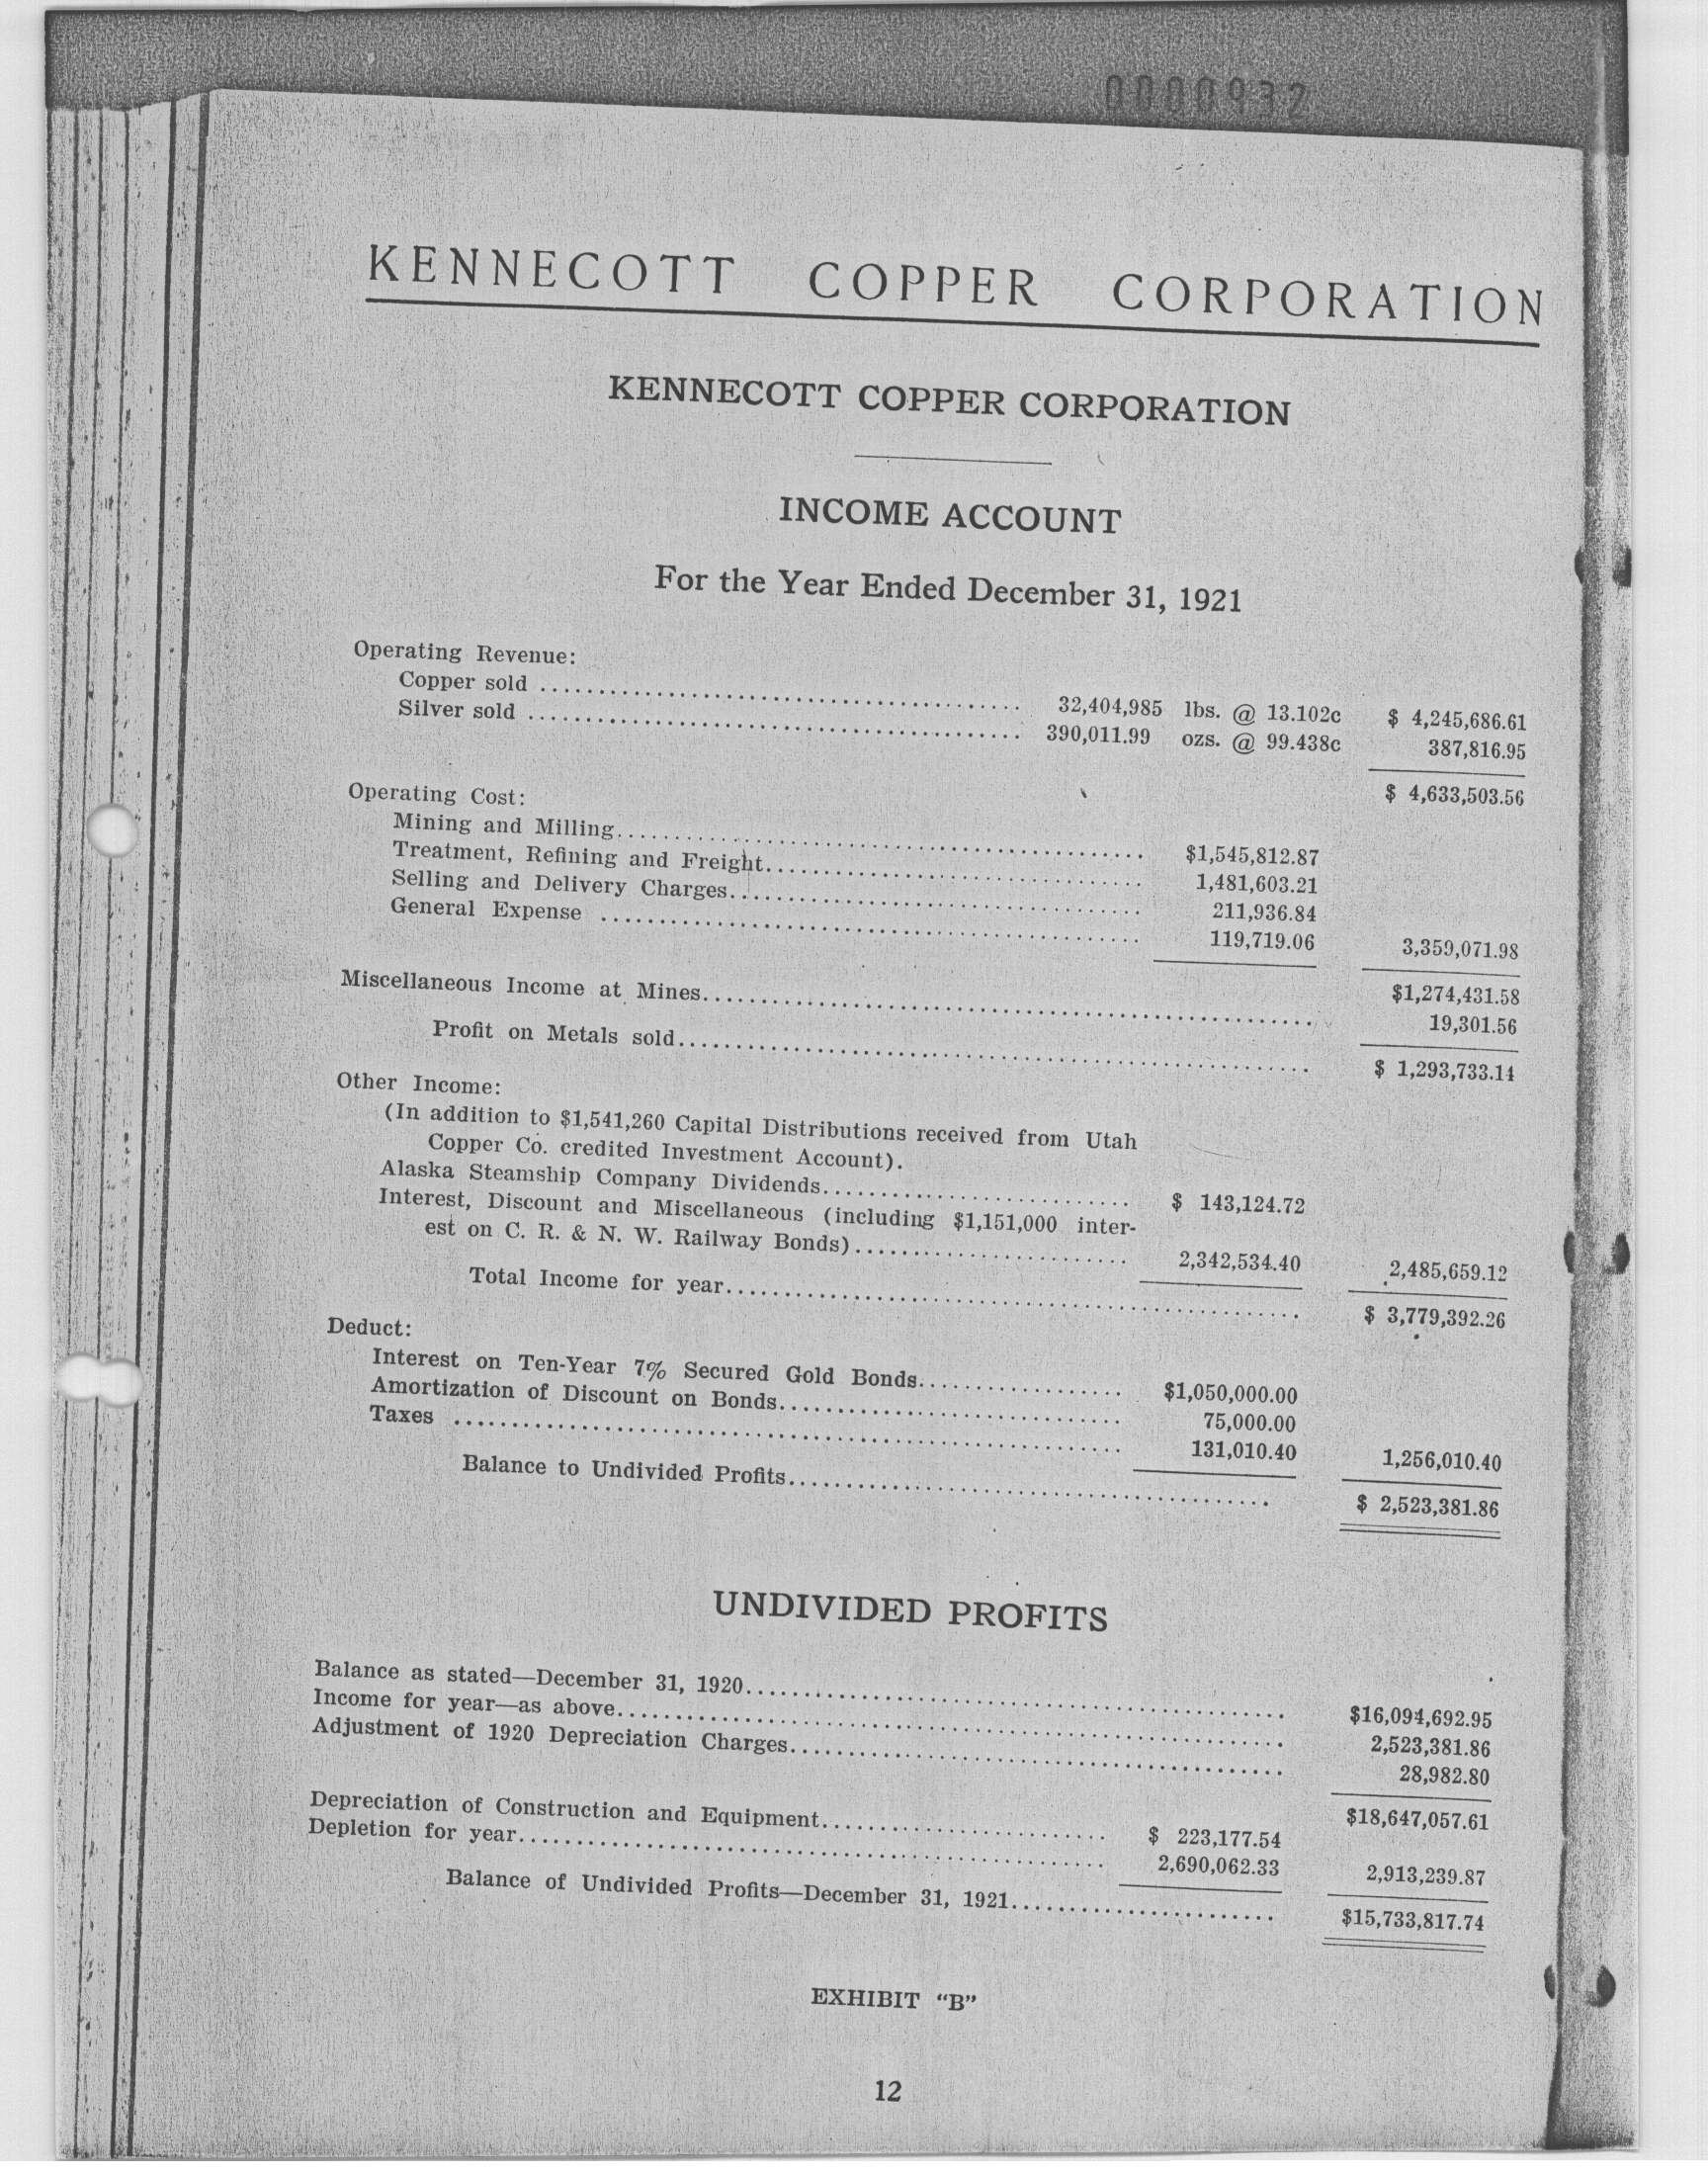 0000932
KENNECOTT COPPER CORPORATION
KENNECOTT COPPER CORPORATION
INCOME ACCOUNT
For the Year Ended December 31, 1921
Operating Revenue:
Copper sold ........................................ 32,404,985 lbs. @ 13.102c $ 4,245,686.61
Silver sold ........................................ 390,011.99 ozs. @ 99.438c 387,816.95
$ 4,633,503.56
Operating Cost:
Mining and Milling........................................ $1,545,812.87
Treatment, Refining and Freight........................................ 1,481,603.21
Selling and Delivery Charges........................................ 211,936.84
General Expense ........................................ 119,719.06 3,359,071.98
$1,274,431.58
Miscellaneous Income at Mines........................................ 19,301.56
Profit on Metals sold........................................ $ 1,293,733.14
Other Income:
(In addition to $1,541,260 Capital Distributions received from Utah
Copper Co. credited Investment Account).
Alaska Steamship Company Dividends........................... $ 143,124.72
Interest, Discount and Miscellaneous (including $1,151,000 inter-
est on C. R. & N. W. Railway Bonds)........................ 2,342,534.40 2,485,659.12
Total Income for year........................................ $ 3,779,392.26
Deduct:
Interest on Ten-Year 7% Secured Gold Bonds.................. $1,050,000.00
Amortization of Discount on Bonds.............................. 75,000.00
Taxes ........................................ 131,010.40 1,256,010.40
Balance to Undivided Profits........................................ $ 2,523,381.86
UNDIVIDED PROFITS
Balance as stated—December 31, 1920........................................ $16,094,692.95
Income for year—as above........................................ 2,523,381.86
Adjustment of 1920 Depreciation Charges........................................ 28,982.80
$18,647,057.61
Depreciation of Construction and Equipment......................... $ 223,177.54
Depletion for year........................................ 2,690,062.33 2,913,239.87
Balance of Undivided Profits—December 31, 1921....................... $15,733,817.74
EXHIBIT “B”
12